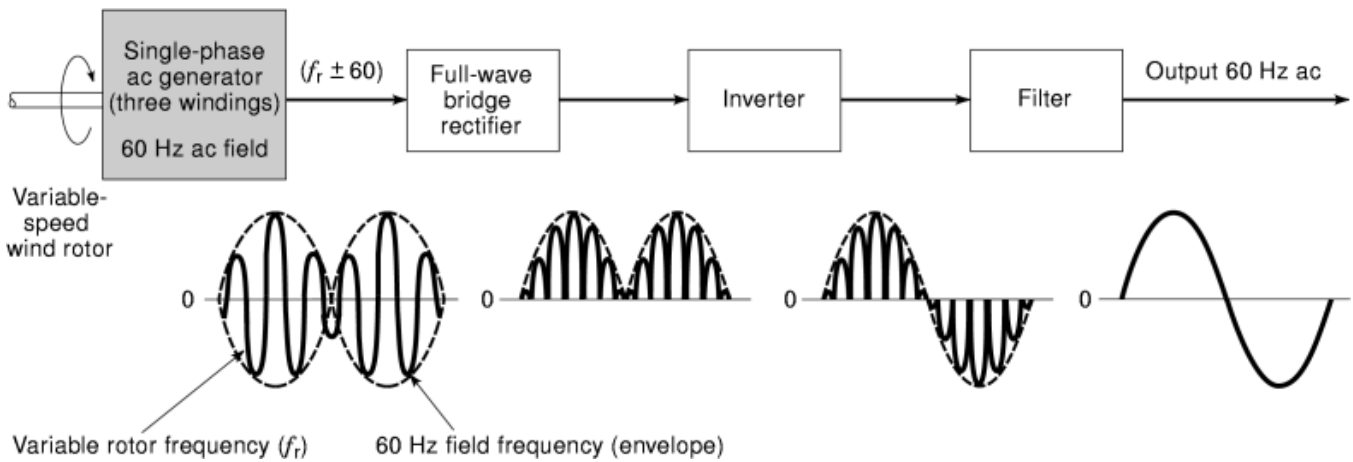 Single-phase
ac generator
(three windings)
60 Hz ac field
(fr ± 60)
Full-wave
bridge
rectifier
Inverter
Filter
Output 60 Hz ac
Variable-
speed
wind rotor
0
0
0
0
Variable rotor frequency (fr)
60 Hz field frequency (envelope)